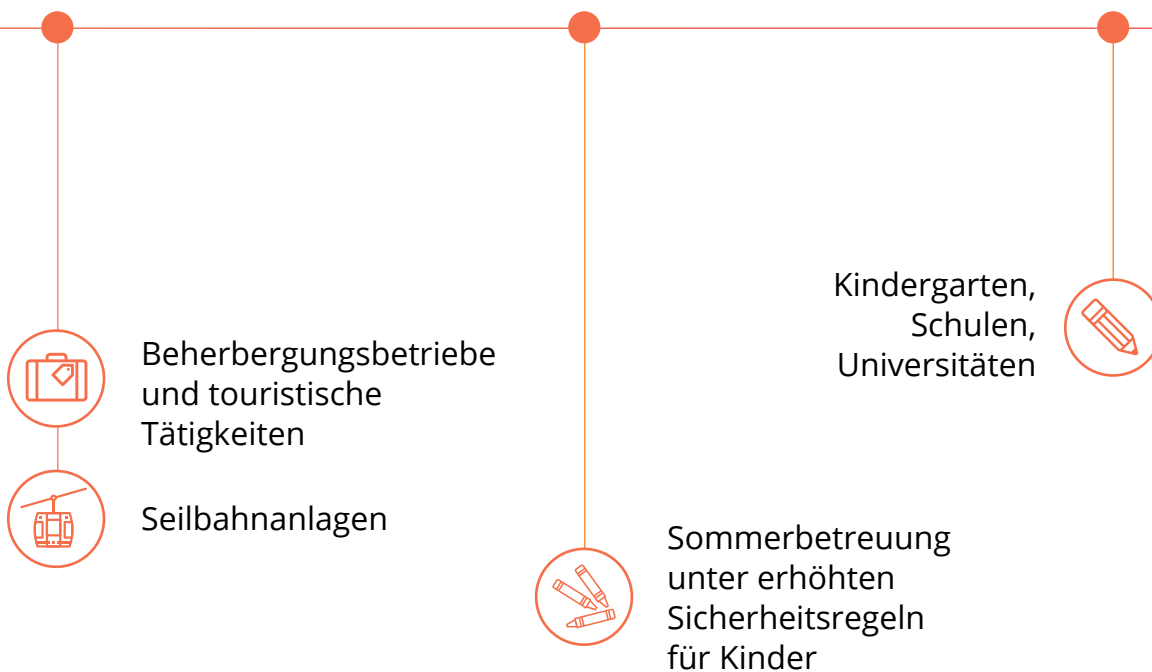 Beherbergungsbetriebe
und touristische
Tätigkeiten
Seilbahnanlagen
Sommerbetreuung
unter erhöhten
Sicherheitsregeln
für Kinder
Kindergarten,
Schulen,
Universitäten